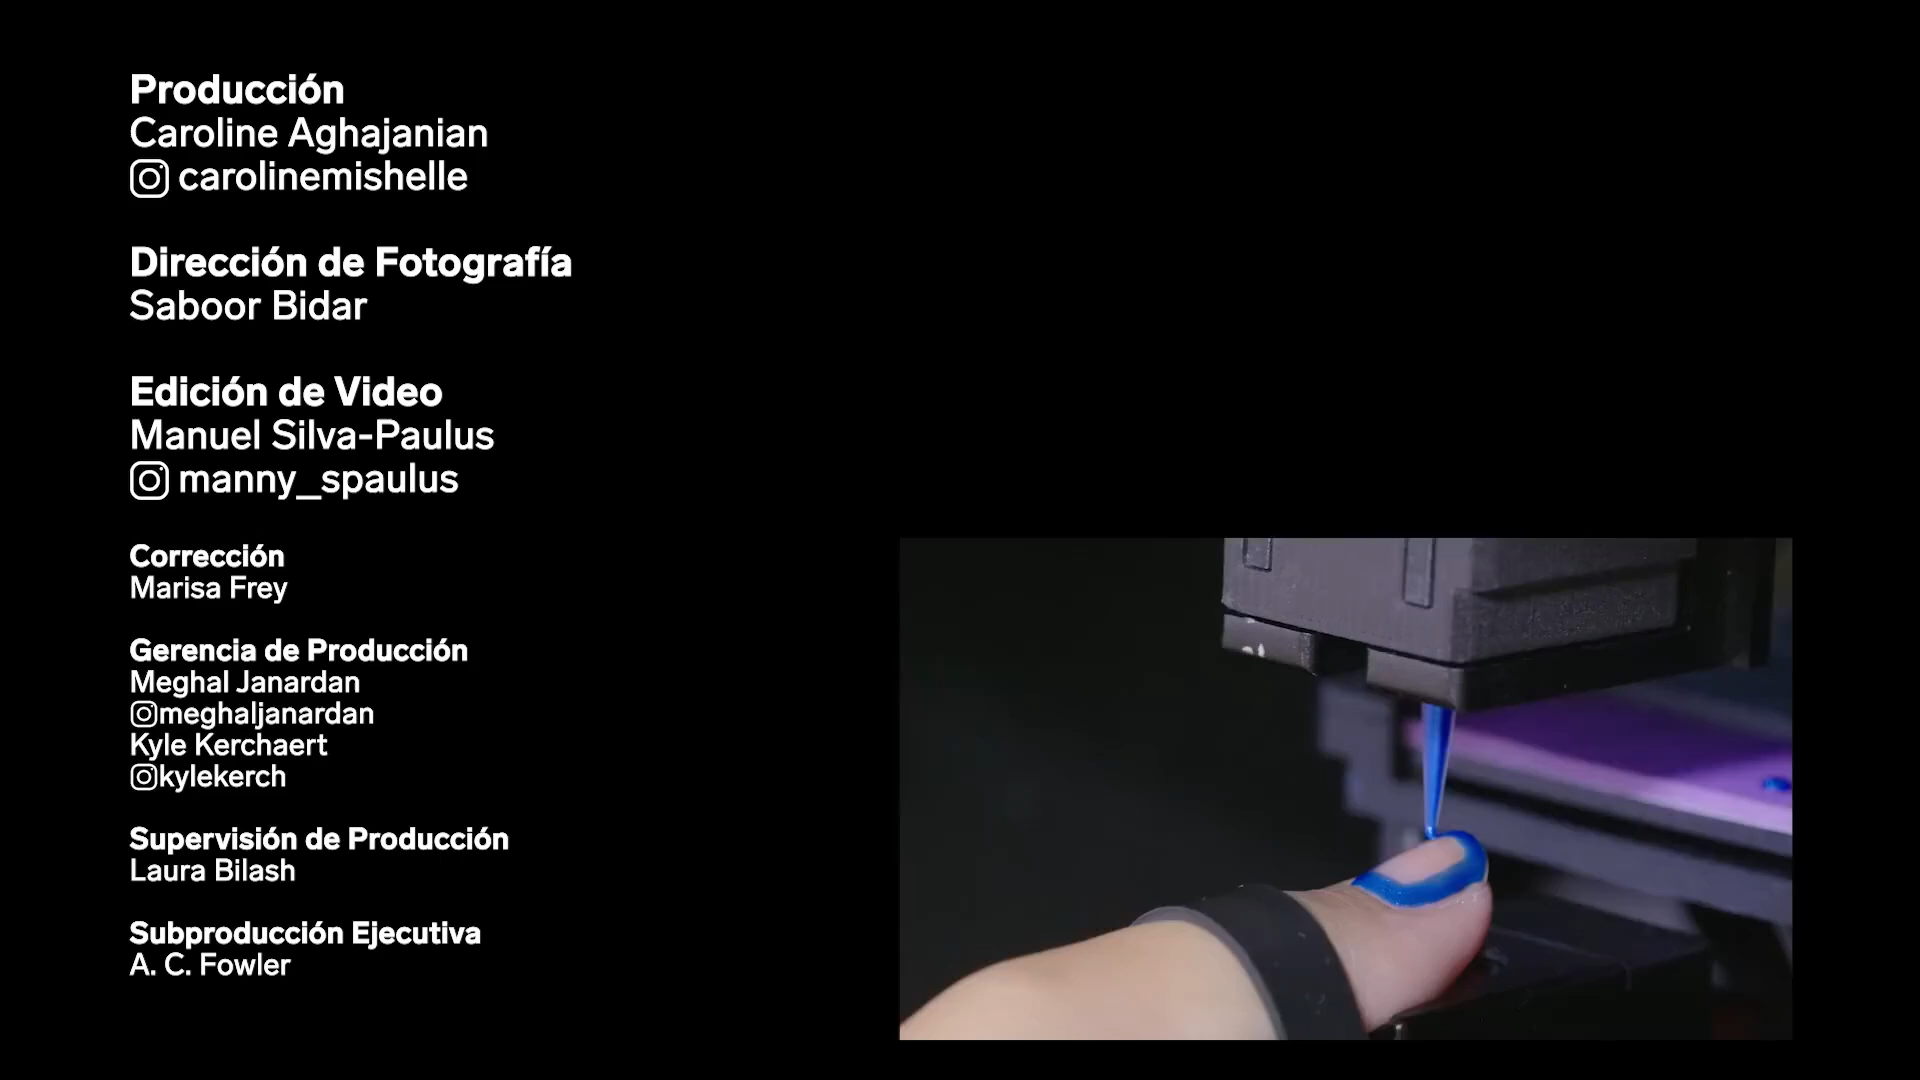 Producción
Caroline Aghajanian
carolinemishelle
Dirección de Fotografía
Saboor Bidar
Edición de Video
Manuel Silva-Paulus
manny_spaulus
Corrección
Marisa Frey
Gerencia de Producción
Meghal Janardan
meghaljanardan
Kyle Kerchaert
kylekerch
Supervisión de Producción
Laura Bilash
Subproducción Ejecutiva
A. C. Fowler